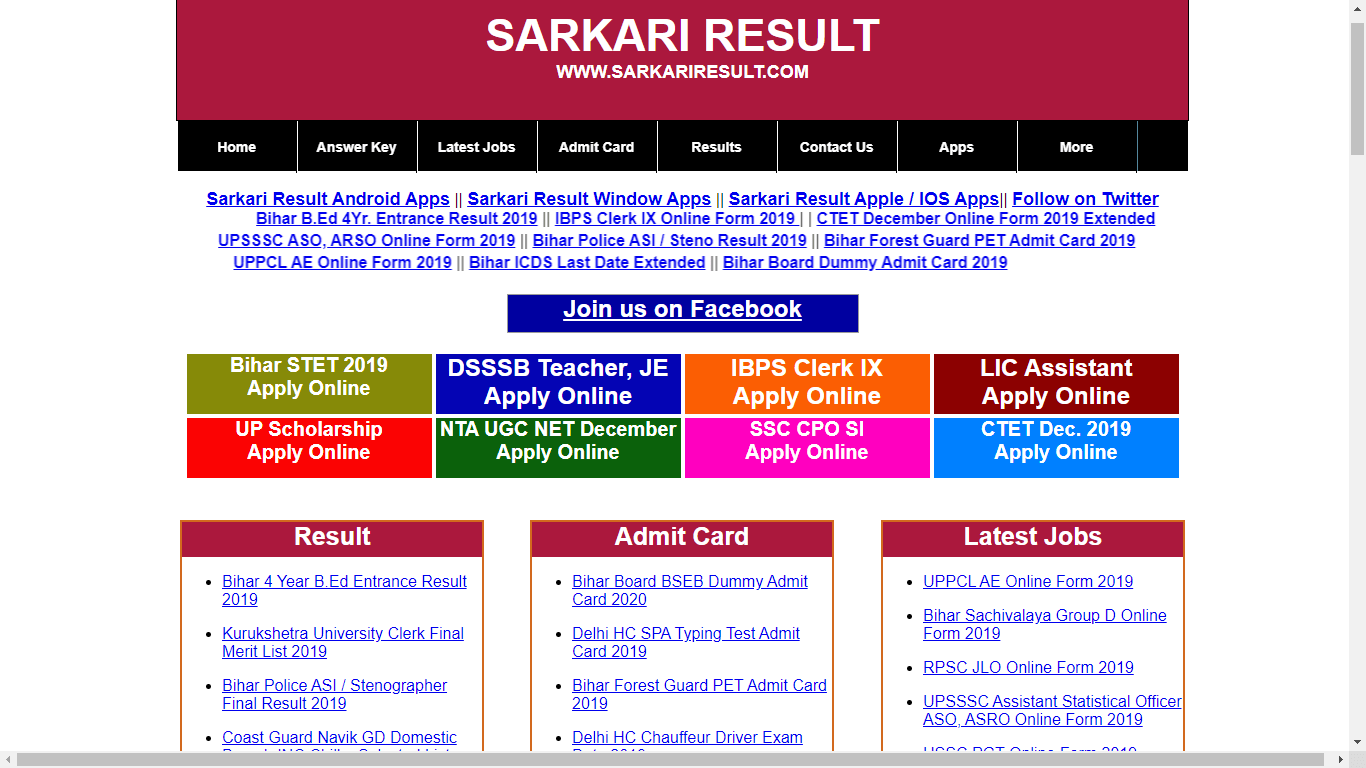 SARKARI RESULT
WWW.SARKARIRESULT.COM
Home Answer Key Latest Jobs Admit Card Results Contact Us Apps More
Sarkari Result Android Apps || Sarkari Result Window Apps || Sarkari Result Apple / IOS Apps|| Follow on Twitter
Bihar B.Ed 4Yr. Entrance Result 2019 || IBPS Clerk IX Online Form 2019 | | CTET December Online Form 2019 Extended
UPSSSC ASO, ARSO Online Form 2019 || Bihar Police ASI / Steno Result 2019 || Bihar Forest Guard PET Admit Card 2019
UPPCL AE Online Form 2019 || Bihar ICDS Last Date Extended || Bihar Board Dummy Admit Card 2019
Join us on Facebook
Bihar STET 2019
Apply Online
DSSSB Teacher, JE
Apply Online
IBPS Clerk IX
Apply Online
LIC Assistant
Apply Online
UP Scholarship
Apply Online
NTA UGC NET December
Apply Online
SSC CPO SI
Apply Online
CTET Dec. 2019
Apply Online
Result
Bihar 4 Year B.Ed Entrance Result
2019
Kurukshetra University Clerk Final
Merit List 2019
Bihar Police ASI / Stenographer
Final Result 2019
Coast Guard Navik GD Domestic
Admit Card
Bihar Board BSEB Dummy Admit
Card 2020
Delhi HC SPA Typing Test Admit
Card 2019
Bihar Forest Guard PET Admit Card
2019
Delhi HC Chauffeur Driver Exam
Latest Jobs
UPPCL AE Online Form 2019
Bihar Sachivalaya Group D Online
Form 2019
RPSC JLO Online Form 2019
UPSSSC Assistant Statistical Officer
ASO, ASRO Online Form 2019